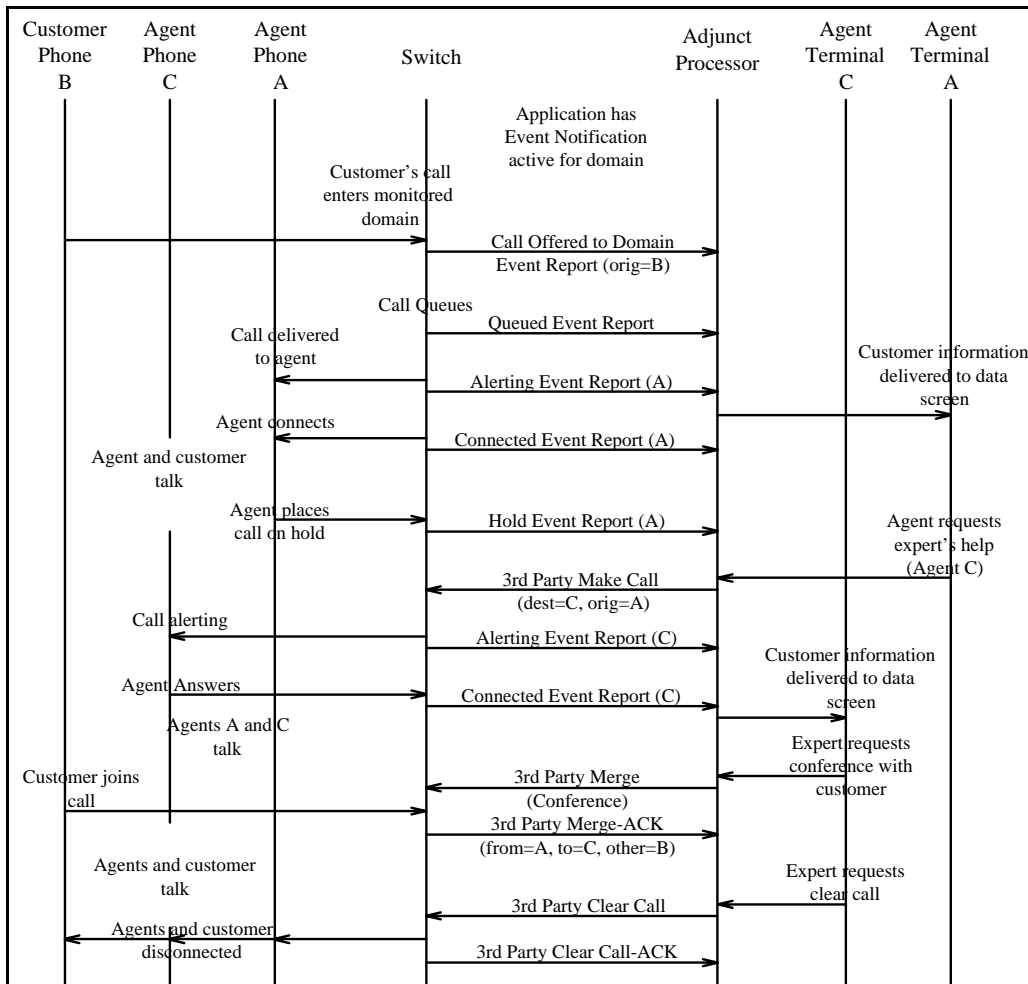 Customer
Phone
B
Agent
Phone
C
Agent
Phone
A
Switch
Adjunct
Processor
Agent
Terminal
C
Agent
Terminal
A
Application has
Event Notification
active for domain
Customer's call
enters monitored
domain
Call Offered to Domain
Event Report (orig=B)
Call Queues
Queued Event Report
Call delivered
to agent
Alerting Event Report (A)
Customer information
delivered to data
screen
Agent connects
Connected Event Report (A)
Agent and customer
talk
Agent places
call on hold
Hold Event Report (A)
Agent requests
expert's help
(Agent C)
3rd Party Make Call
(dest=C, orig=A)
Call alerting
Alerting Event Report (C)
Customer information
delivered to data
screen
Agent Answers
Connected Event Report (C)
Agents A and C
talk
Expert requests
conference with
customer
3rd Party Merge
(Conference)
Customer joins
call
3rd Party Merge-ACK
(from=A, to=C, other=B)
Agents and customer
talk
Expert requests
clear call
3rd Party Clear Call
Agents and customer
disconnected
3rd Party Clear Call-ACK